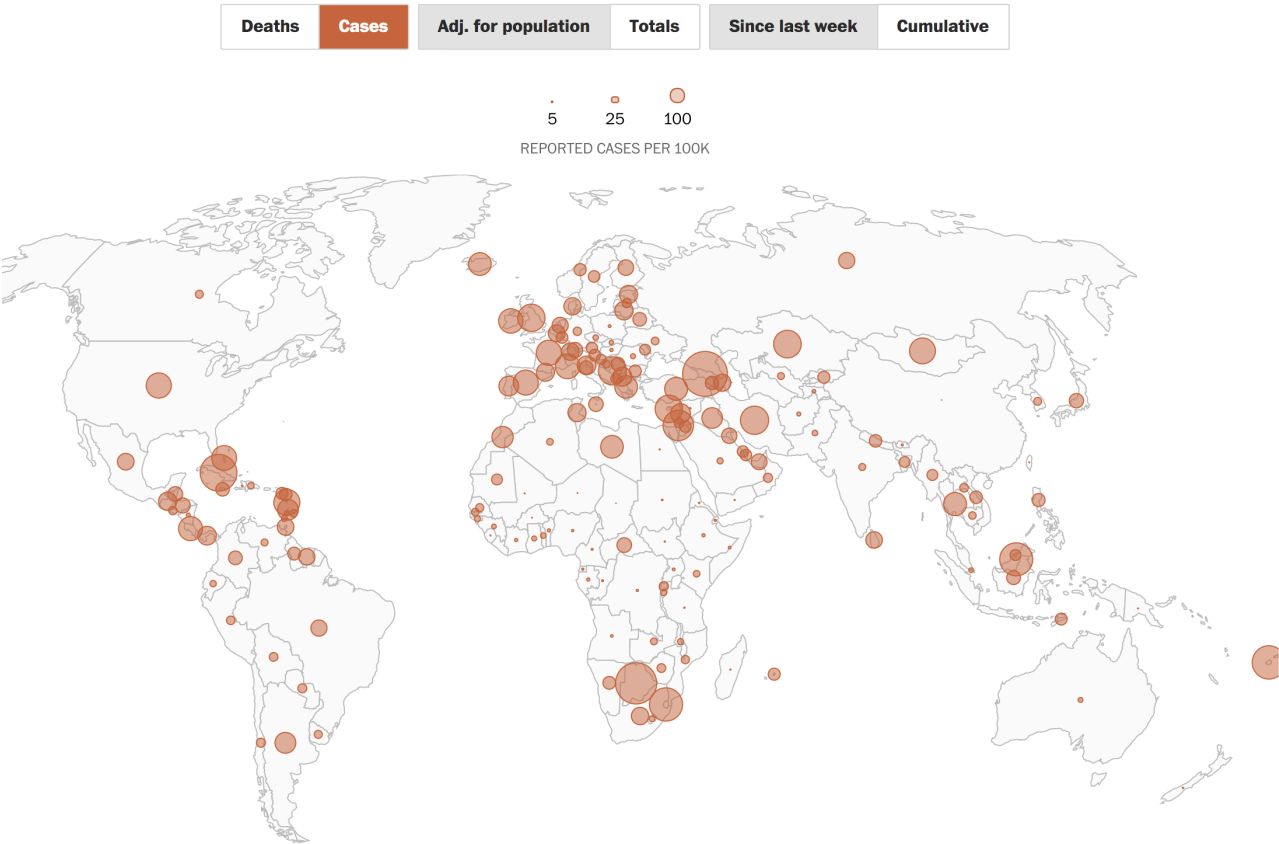 Deaths Cases Adj. for population Totals Since last week Cumulative
5 25 100
REPORTED CASES PER 100K